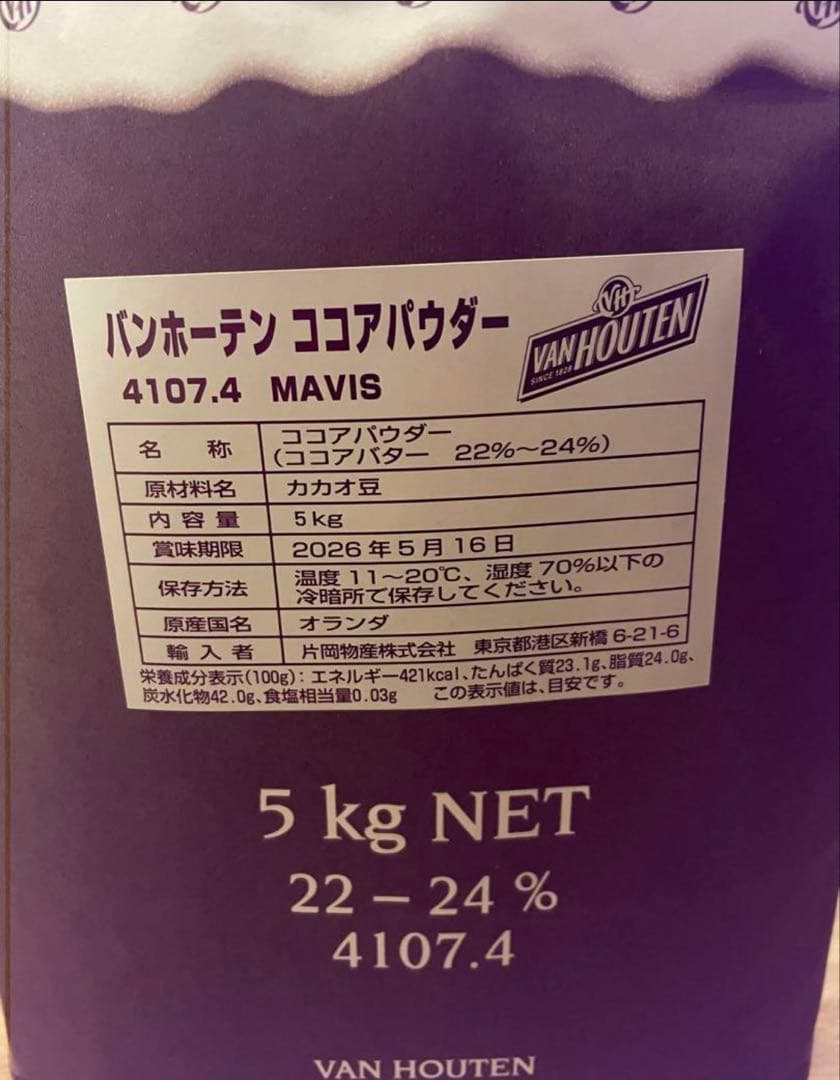 バンホーテン ココアパウダー
VH
VAN HOUTEN
SINCE 1828
4107.4 MAVIS
名称 ココアパウダー
(ココアバター 22%~24%)
原材料名 カカオ豆
内容量 5kg
賞味期限 2026年5月16日
保存方法 温度 11~20℃、湿度 70%以下の
冷暗所で保存してください。
原産国名 オランダ
輸入者 片岡物産株式会社 東京都港区新橋 6-21-6
栄養成分表示(100g):エネルギー421kcal、たんぱく質23.1g、脂質24.0g、
炭水化物42.0g、食塩相当量0.03g この表示値は、目安です。
5 kg NET
22 – 24 %
4107.4
VAN HOUTEN